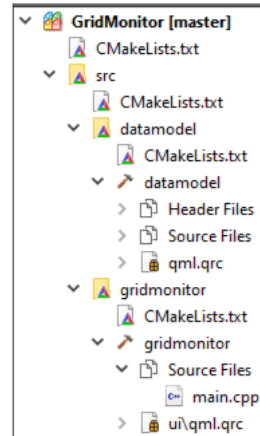 GridMonitor [master]
CMakeLists.txt
src
CMakeLists.txt
datamodel
CMakeLists.txt
datamodel
Header Files
Source Files
qml.qrc
gridmonitor
CMakeLists.txt
gridmonitor
Source Files
main.cpp
ui\qml.qrc